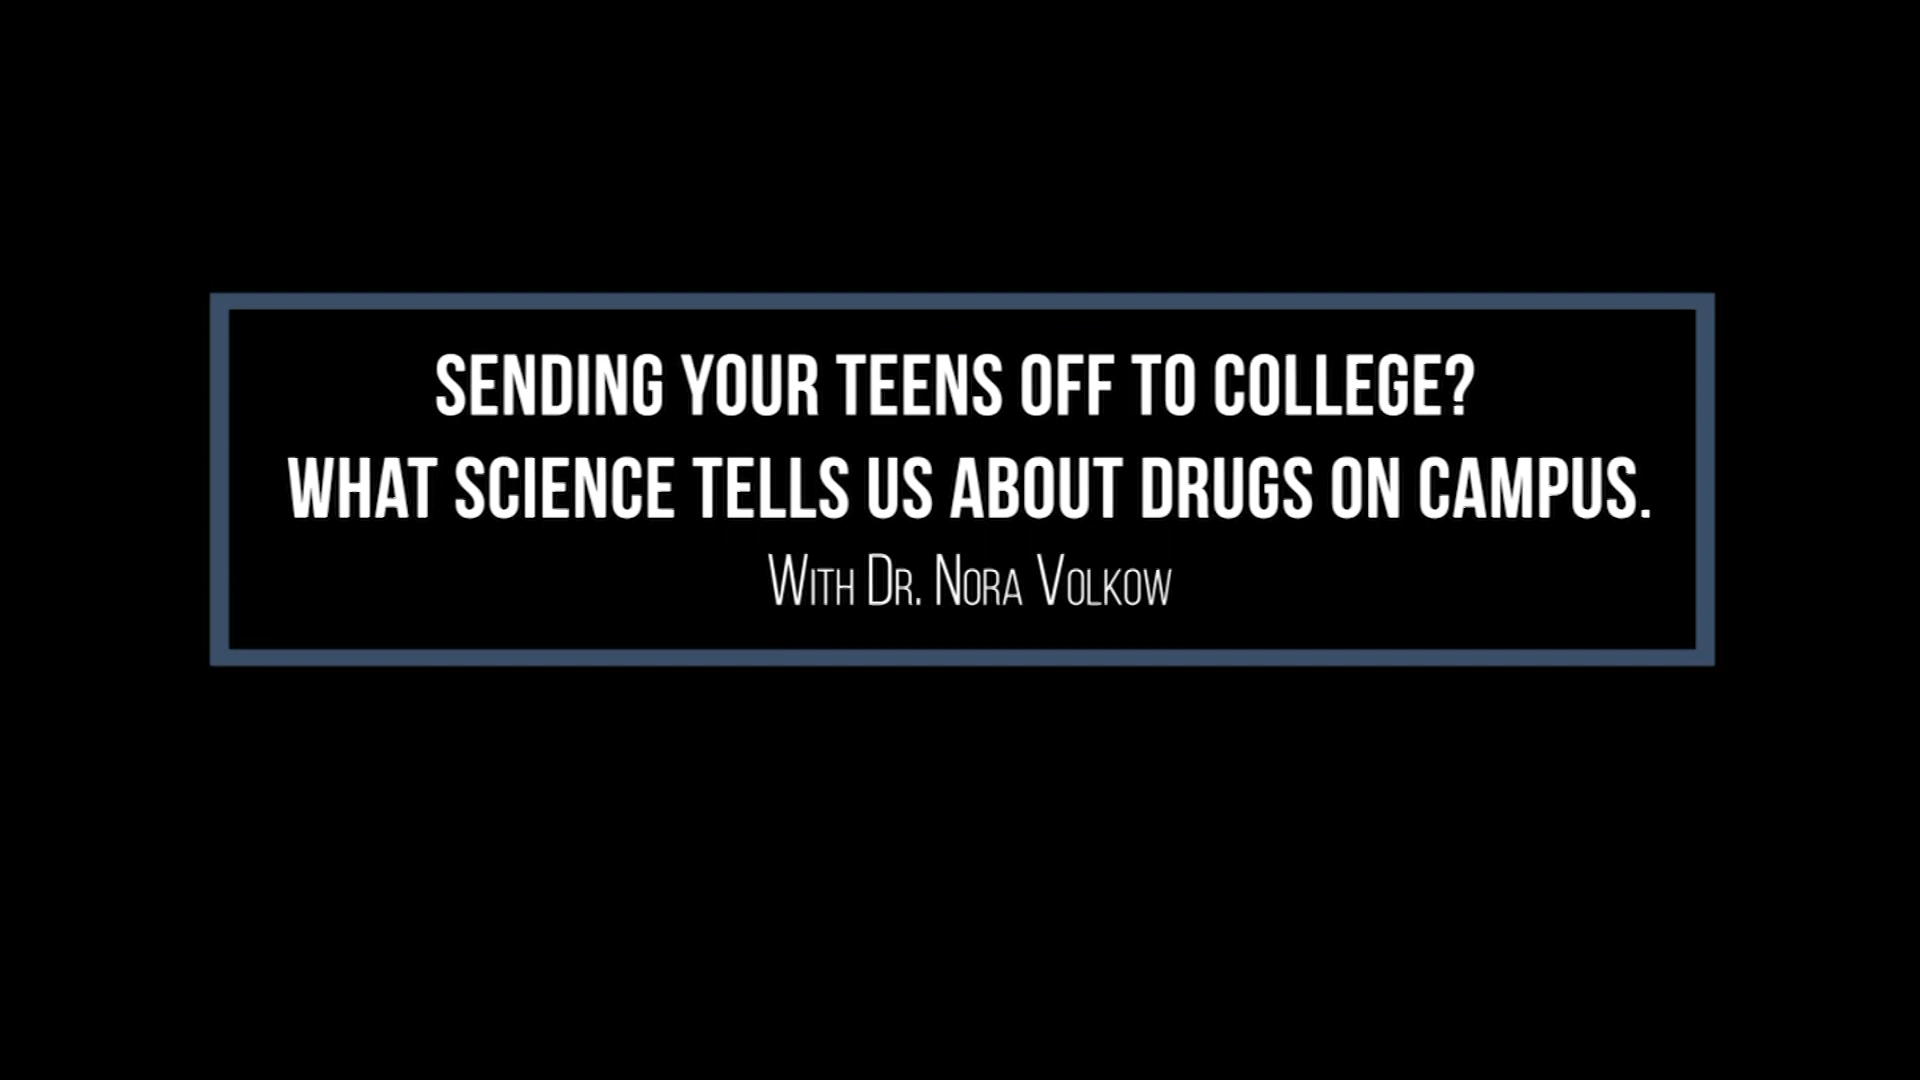 SENDING YOUR TEENS OFF TO COLLEGE?
WHAT SCIENCE TELLS US ABOUT DRUGS ON CAMPUS.
WITH DR. NORA VOLKOW